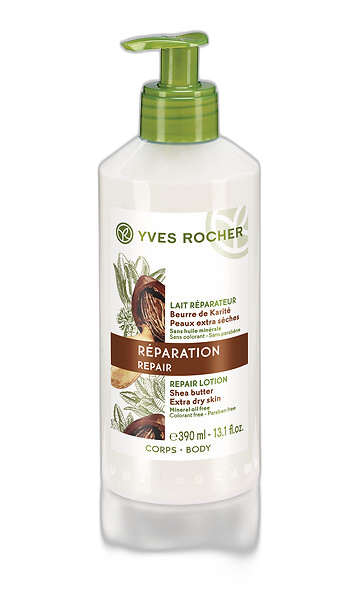 YVES ROCHER
LAIT RÉPARATEUR
Beurre de Karité
Peaux extra sèches
Sans huile minérale
Sans colorant - Sans parabène
RÉPARATION
REPAIR
REPAIR LOTION
Shea butter
Extra dry skin
Mineral oil free
Colorant free - Paraben free
℮390 ml - 13.1 fl.oz.
CORPS • BODY